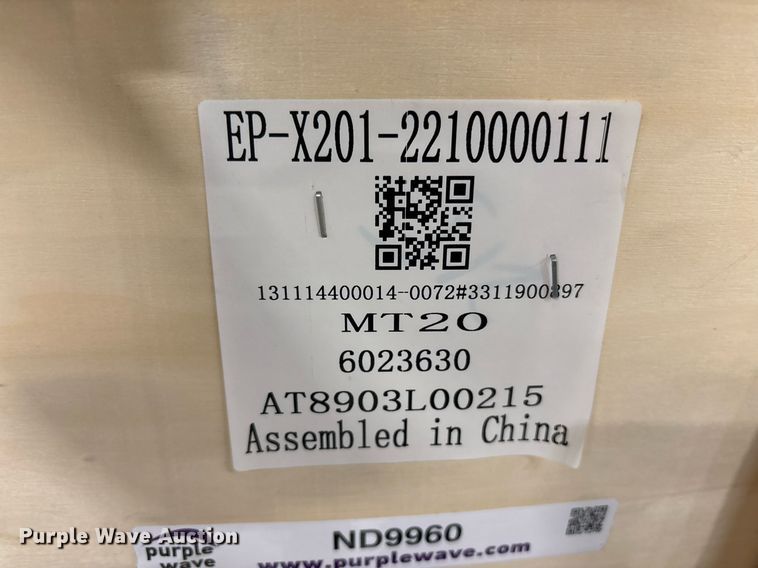 EP-X201-2210000111
131114400014--0072#3311900897
MT20
6023630
AT8903L00215
Assembled in China
Purple Wave Auction
purple
wave
ND9960
www.purplewave.com